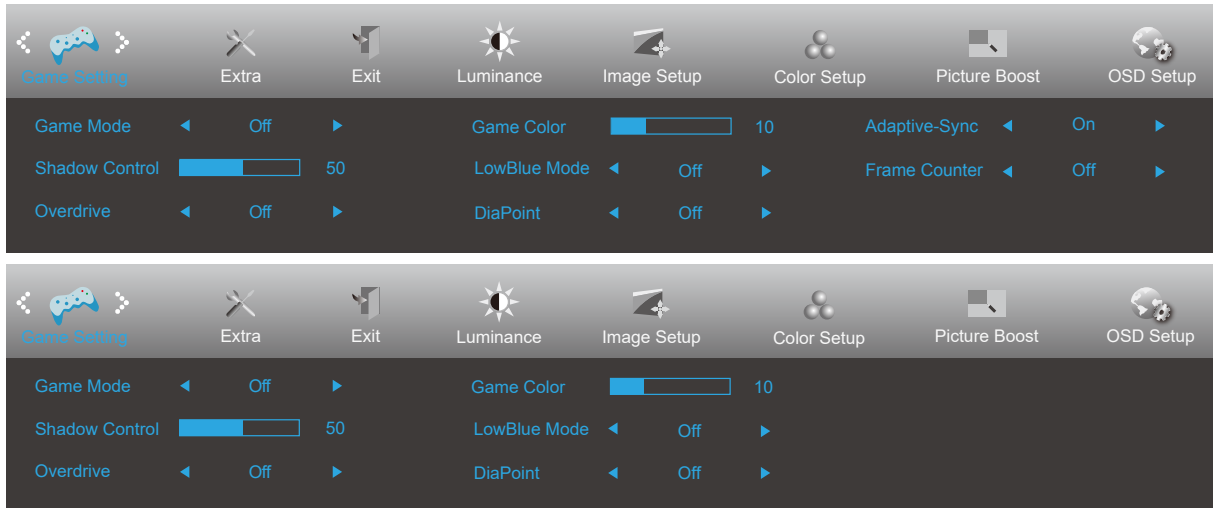 Game Setting Extra Exit Luminance Image Setup Color Setup Picture Boost OSD Setup
Game Mode Off Game Color 10 Adaptive-Sync On
Shadow Control 50 LowBlue Mode Off Frame Counter Off
Overdrive Off DiaPoint Off
Game Setting Extra Exit Luminance Image Setup Color Setup Picture Boost OSD Setup
Game Mode Off Game Color 10
Shadow Control 50 LowBlue Mode Off
Overdrive Off DiaPoint Off